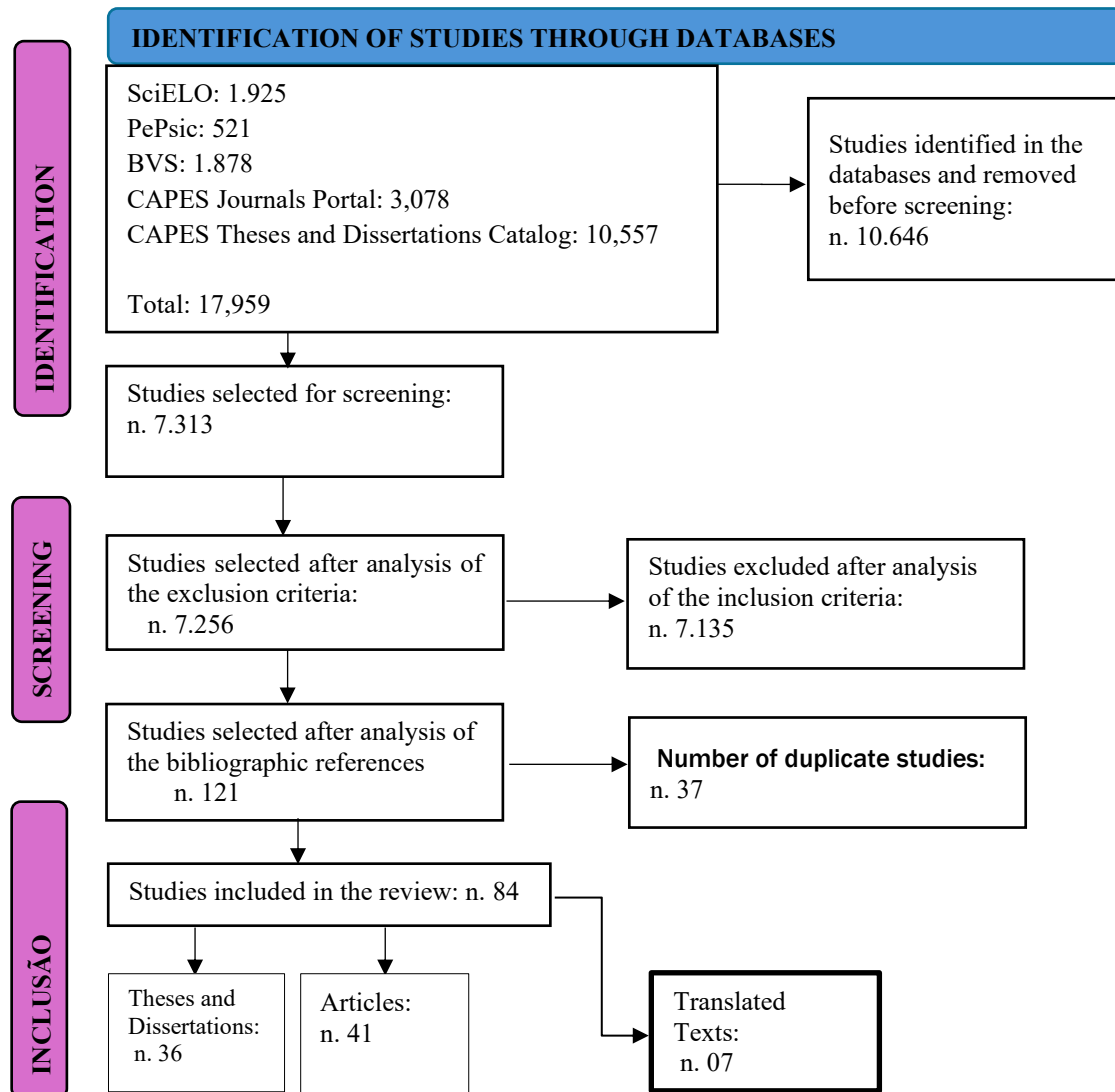 IDENTIFICATION OF STUDIES THROUGH DATABASES
IDENTIFICATION
SciELO: 1.925
PePsic: 521
BVS: 1.878
CAPES Journals Portal: 3,078
CAPES Theses and Dissertations Catalog: 10,557
Total: 17,959
Studies identified in the
databases and removed
before screening:
n. 10.646
Studies selected for screening:
n. 7.313
SCREENING
Studies selected after analysis of
the exclusion criteria:
n. 7.256
Studies excluded after analysis
of the inclusion criteria:
n. 7.135
Studies selected after analysis of
the bibliographic references
n. 121
Number of duplicate studies:
n. 37
INCLUSÃO
Studies included in the review: n. 84
Theses and
Dissertations:
n. 36
Articles:
n. 41
Translated
Texts:
n. 07